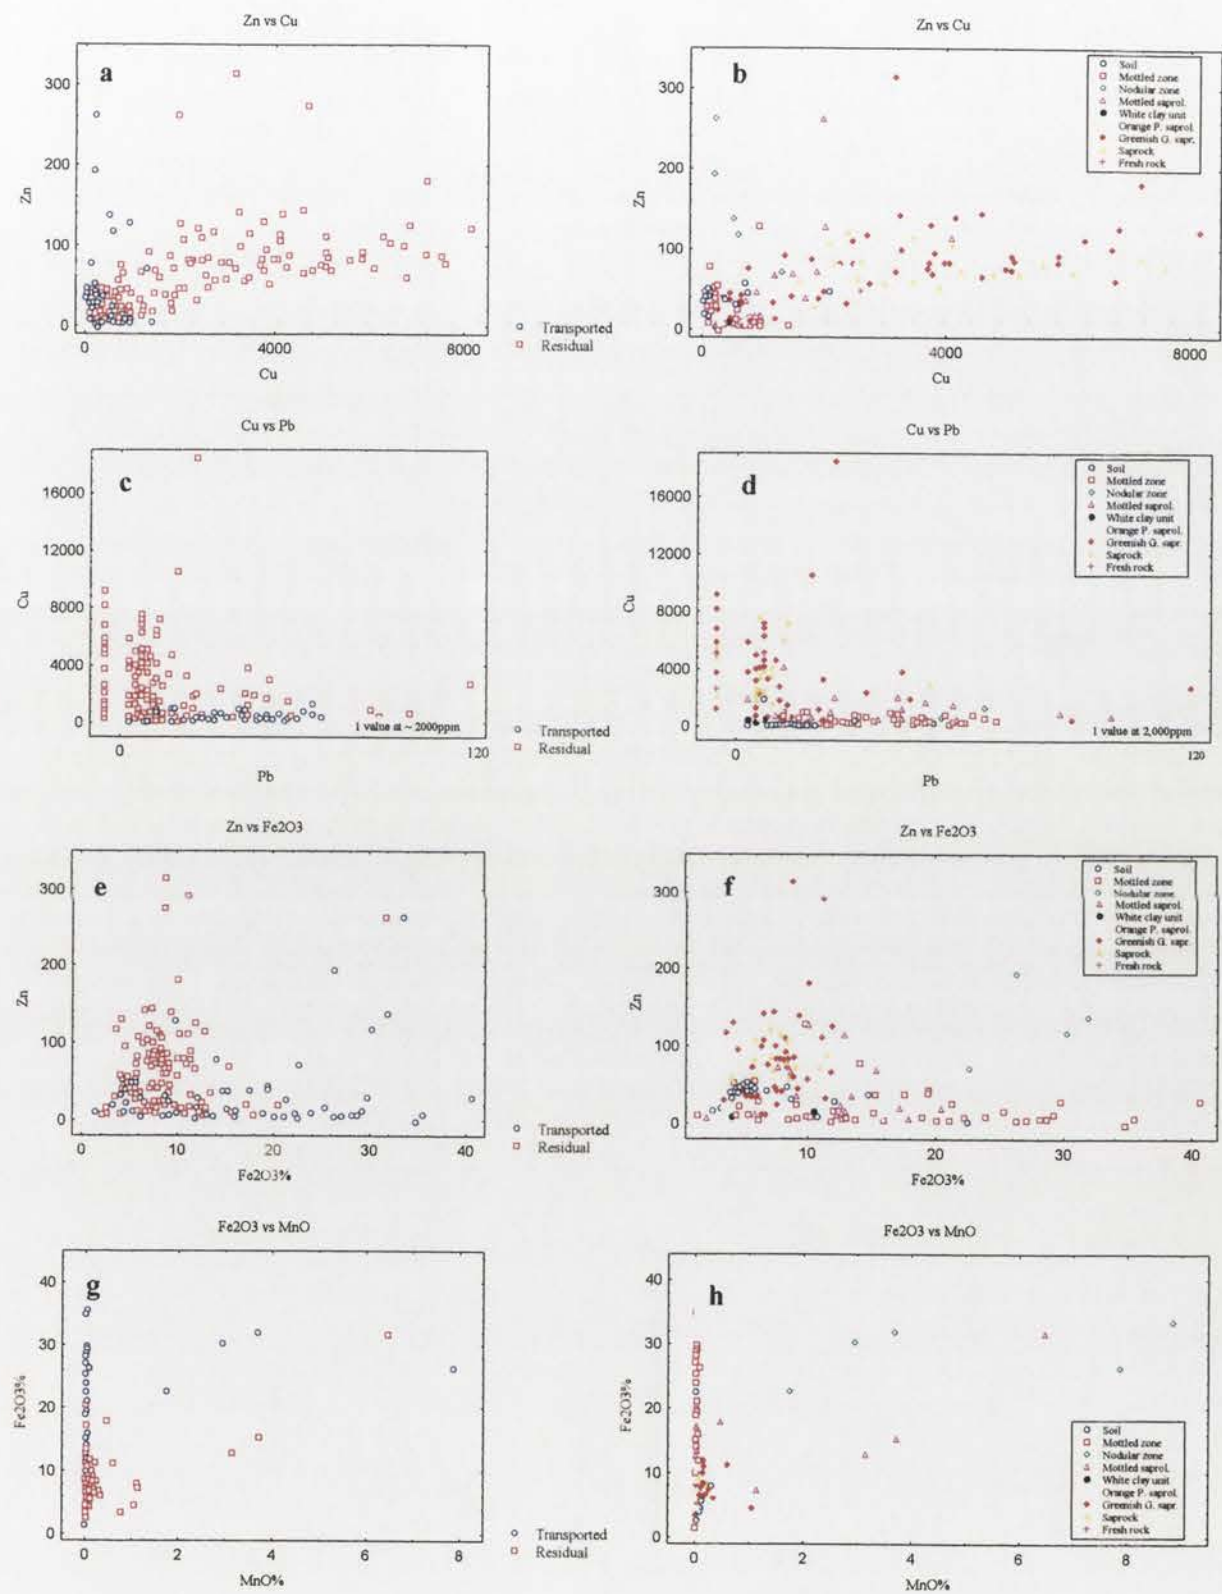 Zn vs Cu
a
300
200
100
0
Zn
0 4000 8000
Cu
Transported
Residual
Zn vs Cu
b
300
200
100
0
Zn
0 4000 8000
Cu
Soil
Mottled zone
Nodular zone
Mottled saprol.
White clay unit
Orange P. saprol.
Greenish G. sapr.
Saprock
Fresh rock
Cu vs Pb
c
16000
12000
8000
4000
0
Cu
1 value at ~ 2000ppm
0 120
Pb
Transported
Residual
Cu vs Pb
d
16000
12000
8000
4000
0
Cu
1 value at 2,000ppm
0 120
Pb
Soil
Mottled zone
Nodular zone
Mottled saprol.
White clay unit
Orange P. saprol.
Greenish G. sapr.
Saprock
Fresh rock
Zn vs Fe2O3
e
300
200
100
0
Zn
0 10 20 30 40
Fe2O3%
Transported
Residual
Zn vs Fe2O3
f
300
200
100
0
Zn
10 20 30 40
Fe2O3%
Soil
Mottled zone
Nodular zone
Mottled saprol.
White clay unit
Orange P. saprol.
Greenish G. sapr.
Saprock
Fresh rock
Fe2O3 vs MnO
g
40
30
20
10
0
Fe2O3%
0 2 4 6 8
MnO%
Transported
Residual
Fe2O3 vs MnO
h
40
30
20
10
0
Fe2O3%
0 2 4 6 8
MnO%
Soil
Mottled zone
Nodular zone
Mottled saprol.
White clay unit
Orange P. saprol.
Greenish G. sapr.
Saprock
Fresh rock